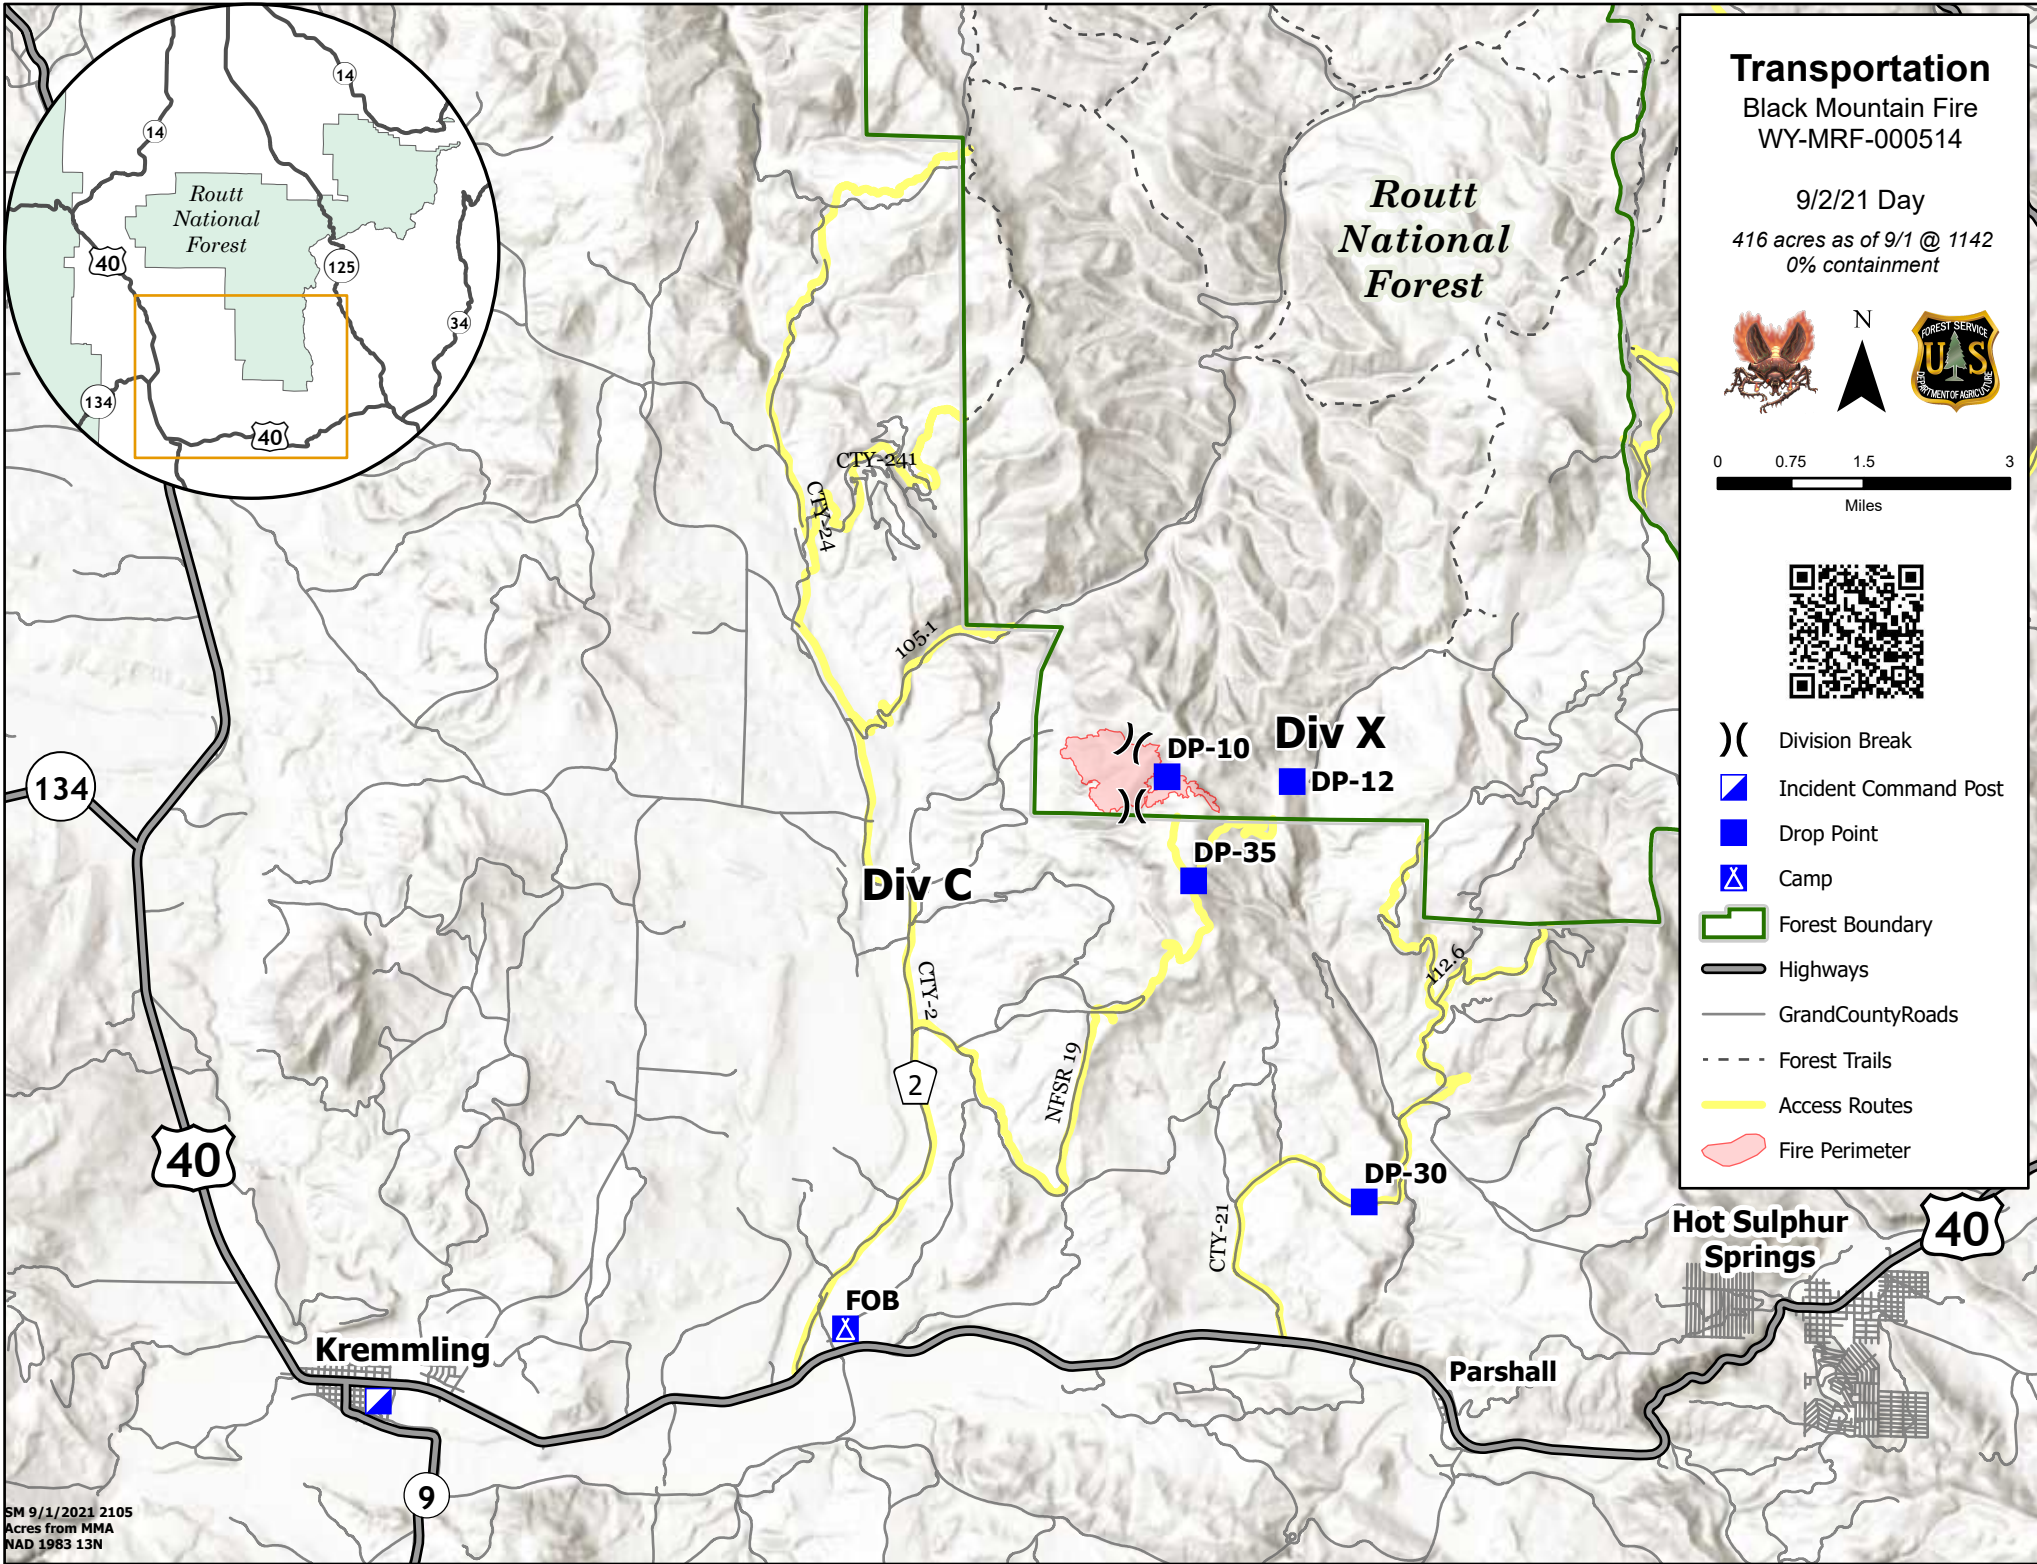 Transportation
Black Mountain Fire
WY-MRF-000514
9/2/21 Day
416 acres as of 9/1 @ 1142
0% containment
N
FOREST SERVICE
U S
DEPARTMENT OF AGRICULTURE
0 0.75 1.5 3
Miles
Division Break
Incident Command Post
Drop Point
Camp
Forest Boundary
Highways
GrandCountyRoads
Forest Trails
Access Routes
Fire Perimeter
14
14
Routt
National
Forest
40
125
34
134
40
Routt
National
Forest
CTY-241
CTY-24
105.1
Div X
DP-10
DP-12
134
DP-35
Div C
CTY-2
112.6
NFSR 19
2
40
DP-30
CTY-21
Hot Sulphur
Springs
40
FOB
Kremmling
Parshall
9
SM 9/1/2021 2105
Acres from MMA
NAD 1983 13N